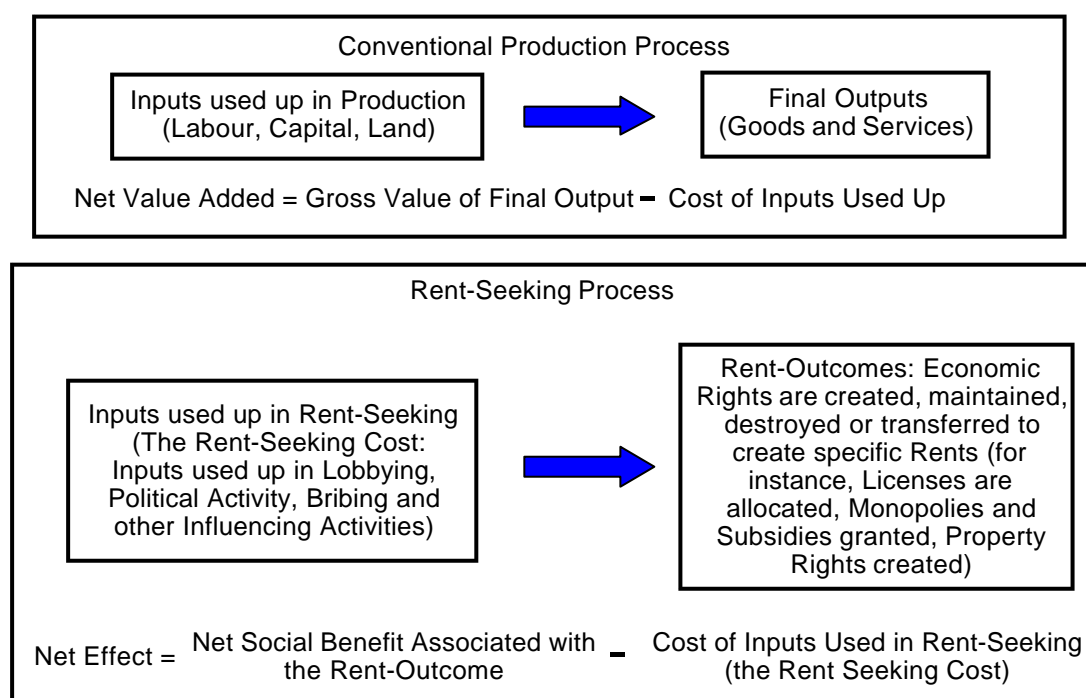 Conventional Production Process
Inputs used up in Production
(Labour, Capital, Land)
Final Outputs
(Goods and Services)
Net Value Added = Gross Value of Final Output – Cost of Inputs Used Up
Rent-Seeking Process
Inputs used up in Rent-Seeking
(The Rent-Seeking Cost:
Inputs used up in Lobbying,
Political Activity, Bribing and
other Influencing Activities)
Rent-Outcomes: Economic
Rights are created, maintained,
destroyed or transferred to
create specific Rents (for
instance, Licenses are
allocated, Monopolies and
Subsidies granted, Property
Rights created)
Net Effect = Net Social Benefit Associated with
the Rent-Outcome
– Cost of Inputs Used in Rent-Seeking
(the Rent Seeking Cost)